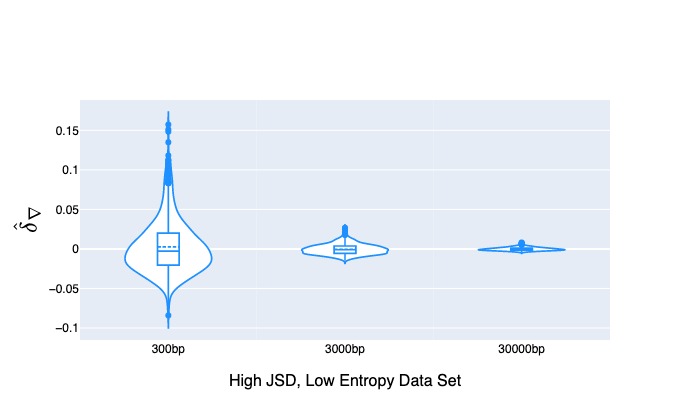 0.15
0.1
0.05
0
−0.05
−0.1
δ̂ ∇
300bp
3000bp
30000bp
High JSD, Low Entropy Data Set